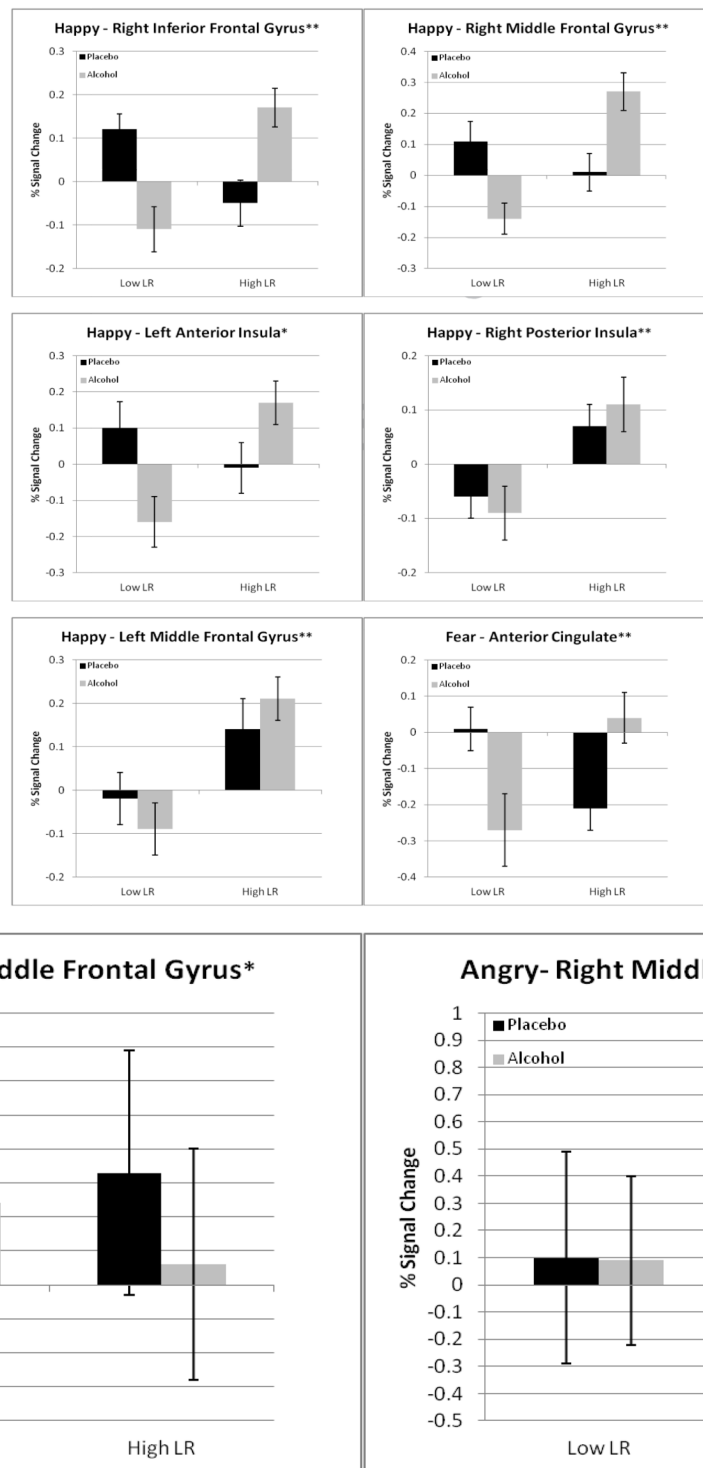 Happy - Right Inferior Frontal Gyrus**
0.3
0.2
0.1
0
-0.1
-0.2
% Signal Change
Placebo
Alcohol
Low LR
High LR
Happy - Right Middle Frontal Gyrus**
0.4
0.3
0.2
0.1
0
-0.1
-0.2
-0.3
% Signal Change
Placebo
Alcohol
Low LR
High LR
Happy - Left Anterior Insula*
0.3
0.2
0.1
0
-0.1
-0.2
-0.3
% Signal Change
Placebo
Alcohol
Low LR
High LR
Happy - Right Posterior Insula**
0.2
0.1
0
-0.1
-0.2
% Signal Change
Placebo
Alcohol
Low LR
High LR
Happy - Left Middle Frontal Gyrus**
0.3
0.2
0.1
0
-0.1
-0.2
% Signal Change
Placebo
Alcohol
Low LR
High LR
Fear - Anterior Cingulate**
0.2
0.1
0
-0.1
-0.2
-0.3
-0.4
% Signal Change
Placebo
Alcohol
Low LR
High LR
ddle Frontal Gyrus*
High LR
Angry- Right Middl
1
0.9
0.8
0.7
0.6
0.5
0.4
0.3
0.2
0.1
0
-0.1
-0.2
-0.3
-0.4
-0.5
% Signal Change
Placebo
Alcohol
Low LR